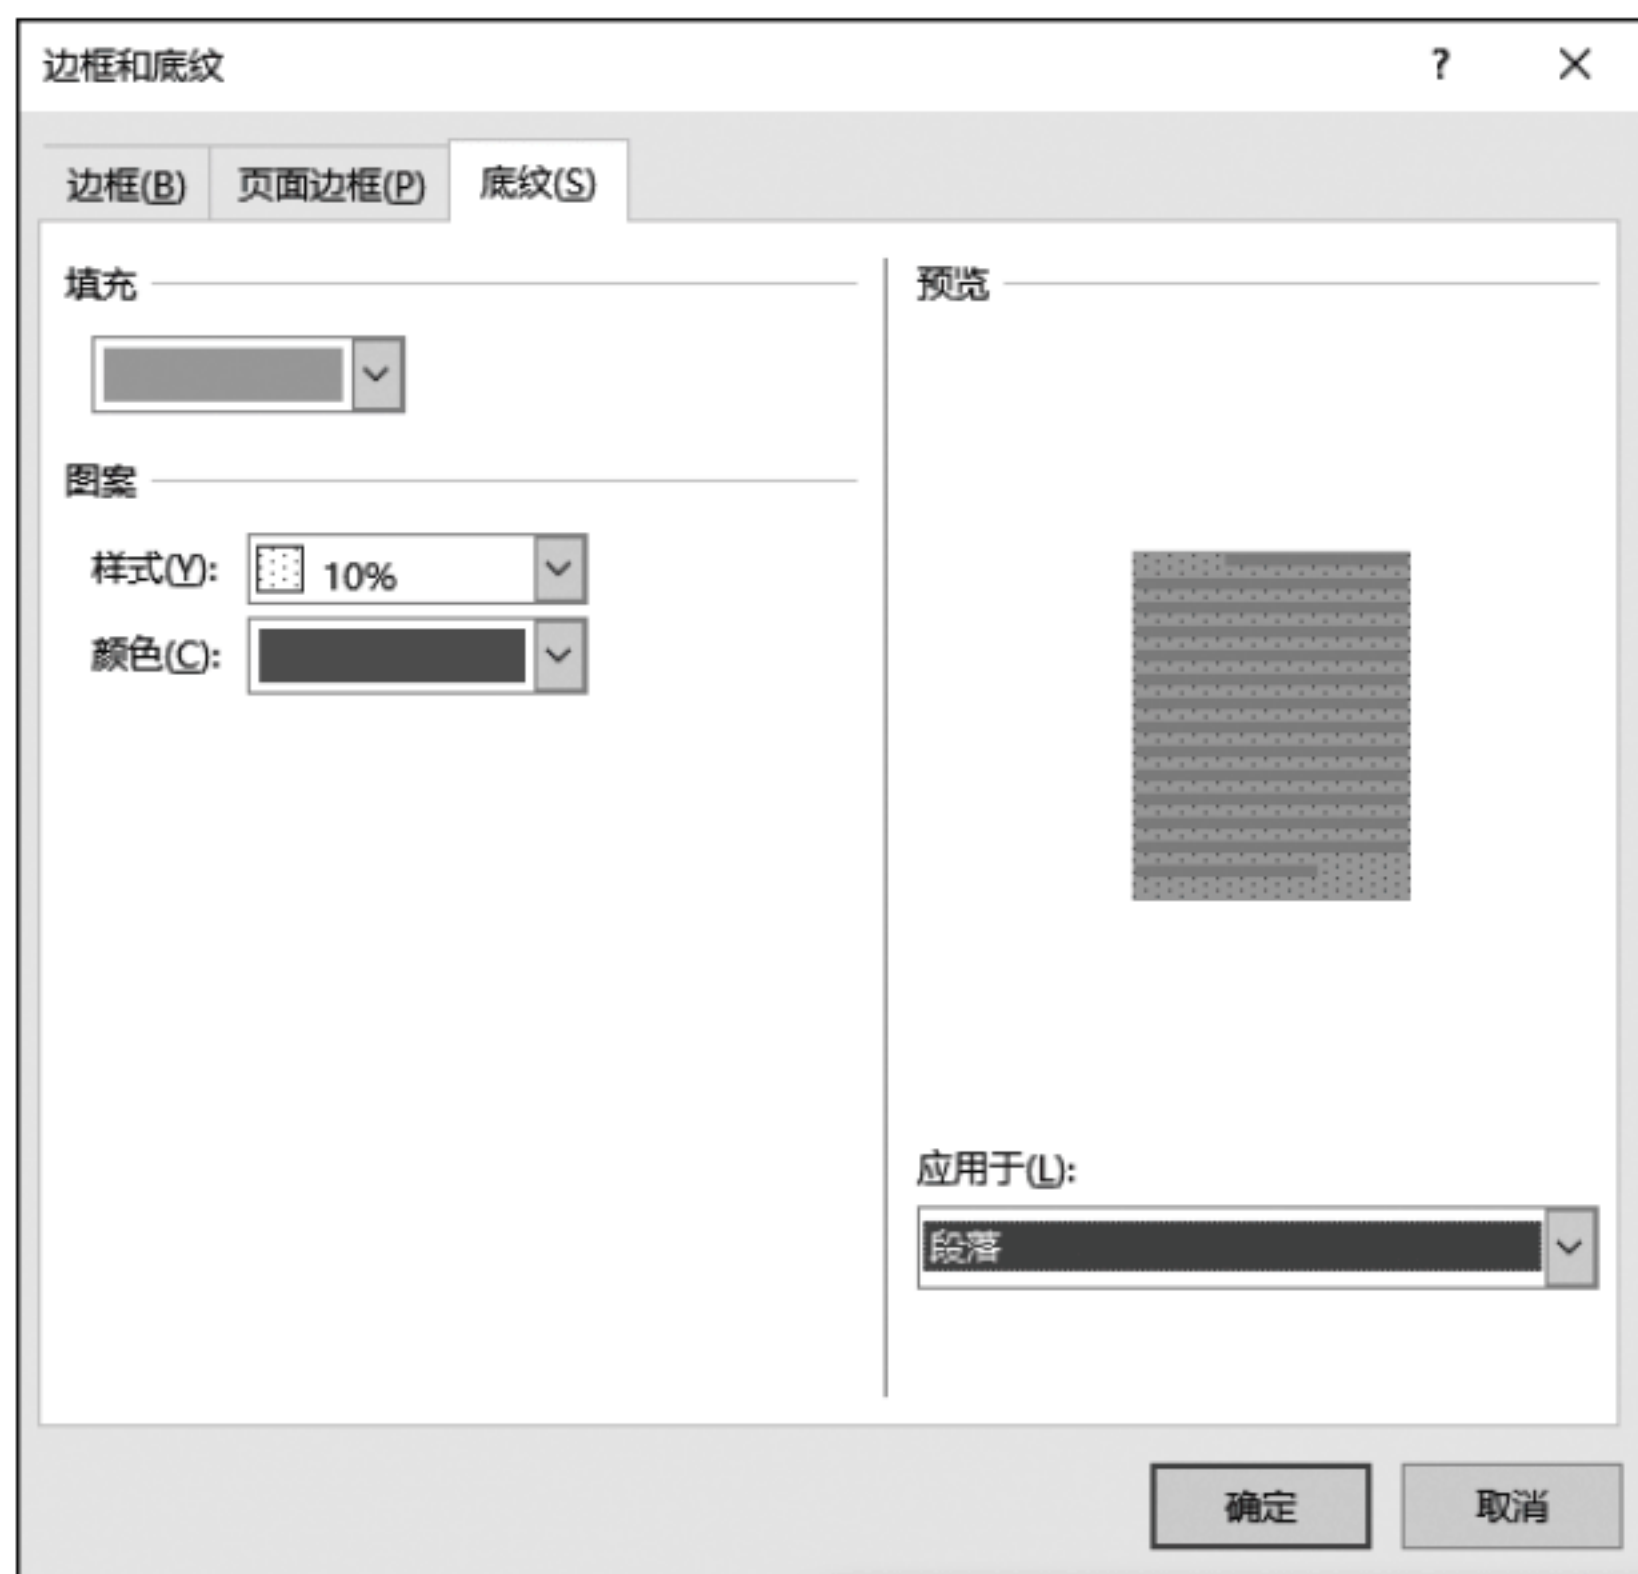 边框和底纹
?
边框(B) 页面边框(P) 底纹(S)
填充
图案
样式(Y): 10%
颜色(C):
预览
应用于(L):
段落
确定 取消